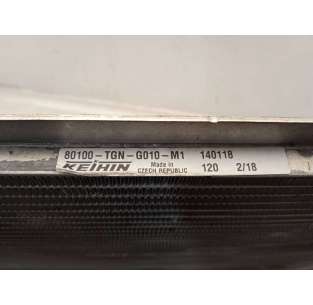 80100-TGN-G010-M1 140118
KEIHIN Made in CZECH REPUBLIC 120 2/18